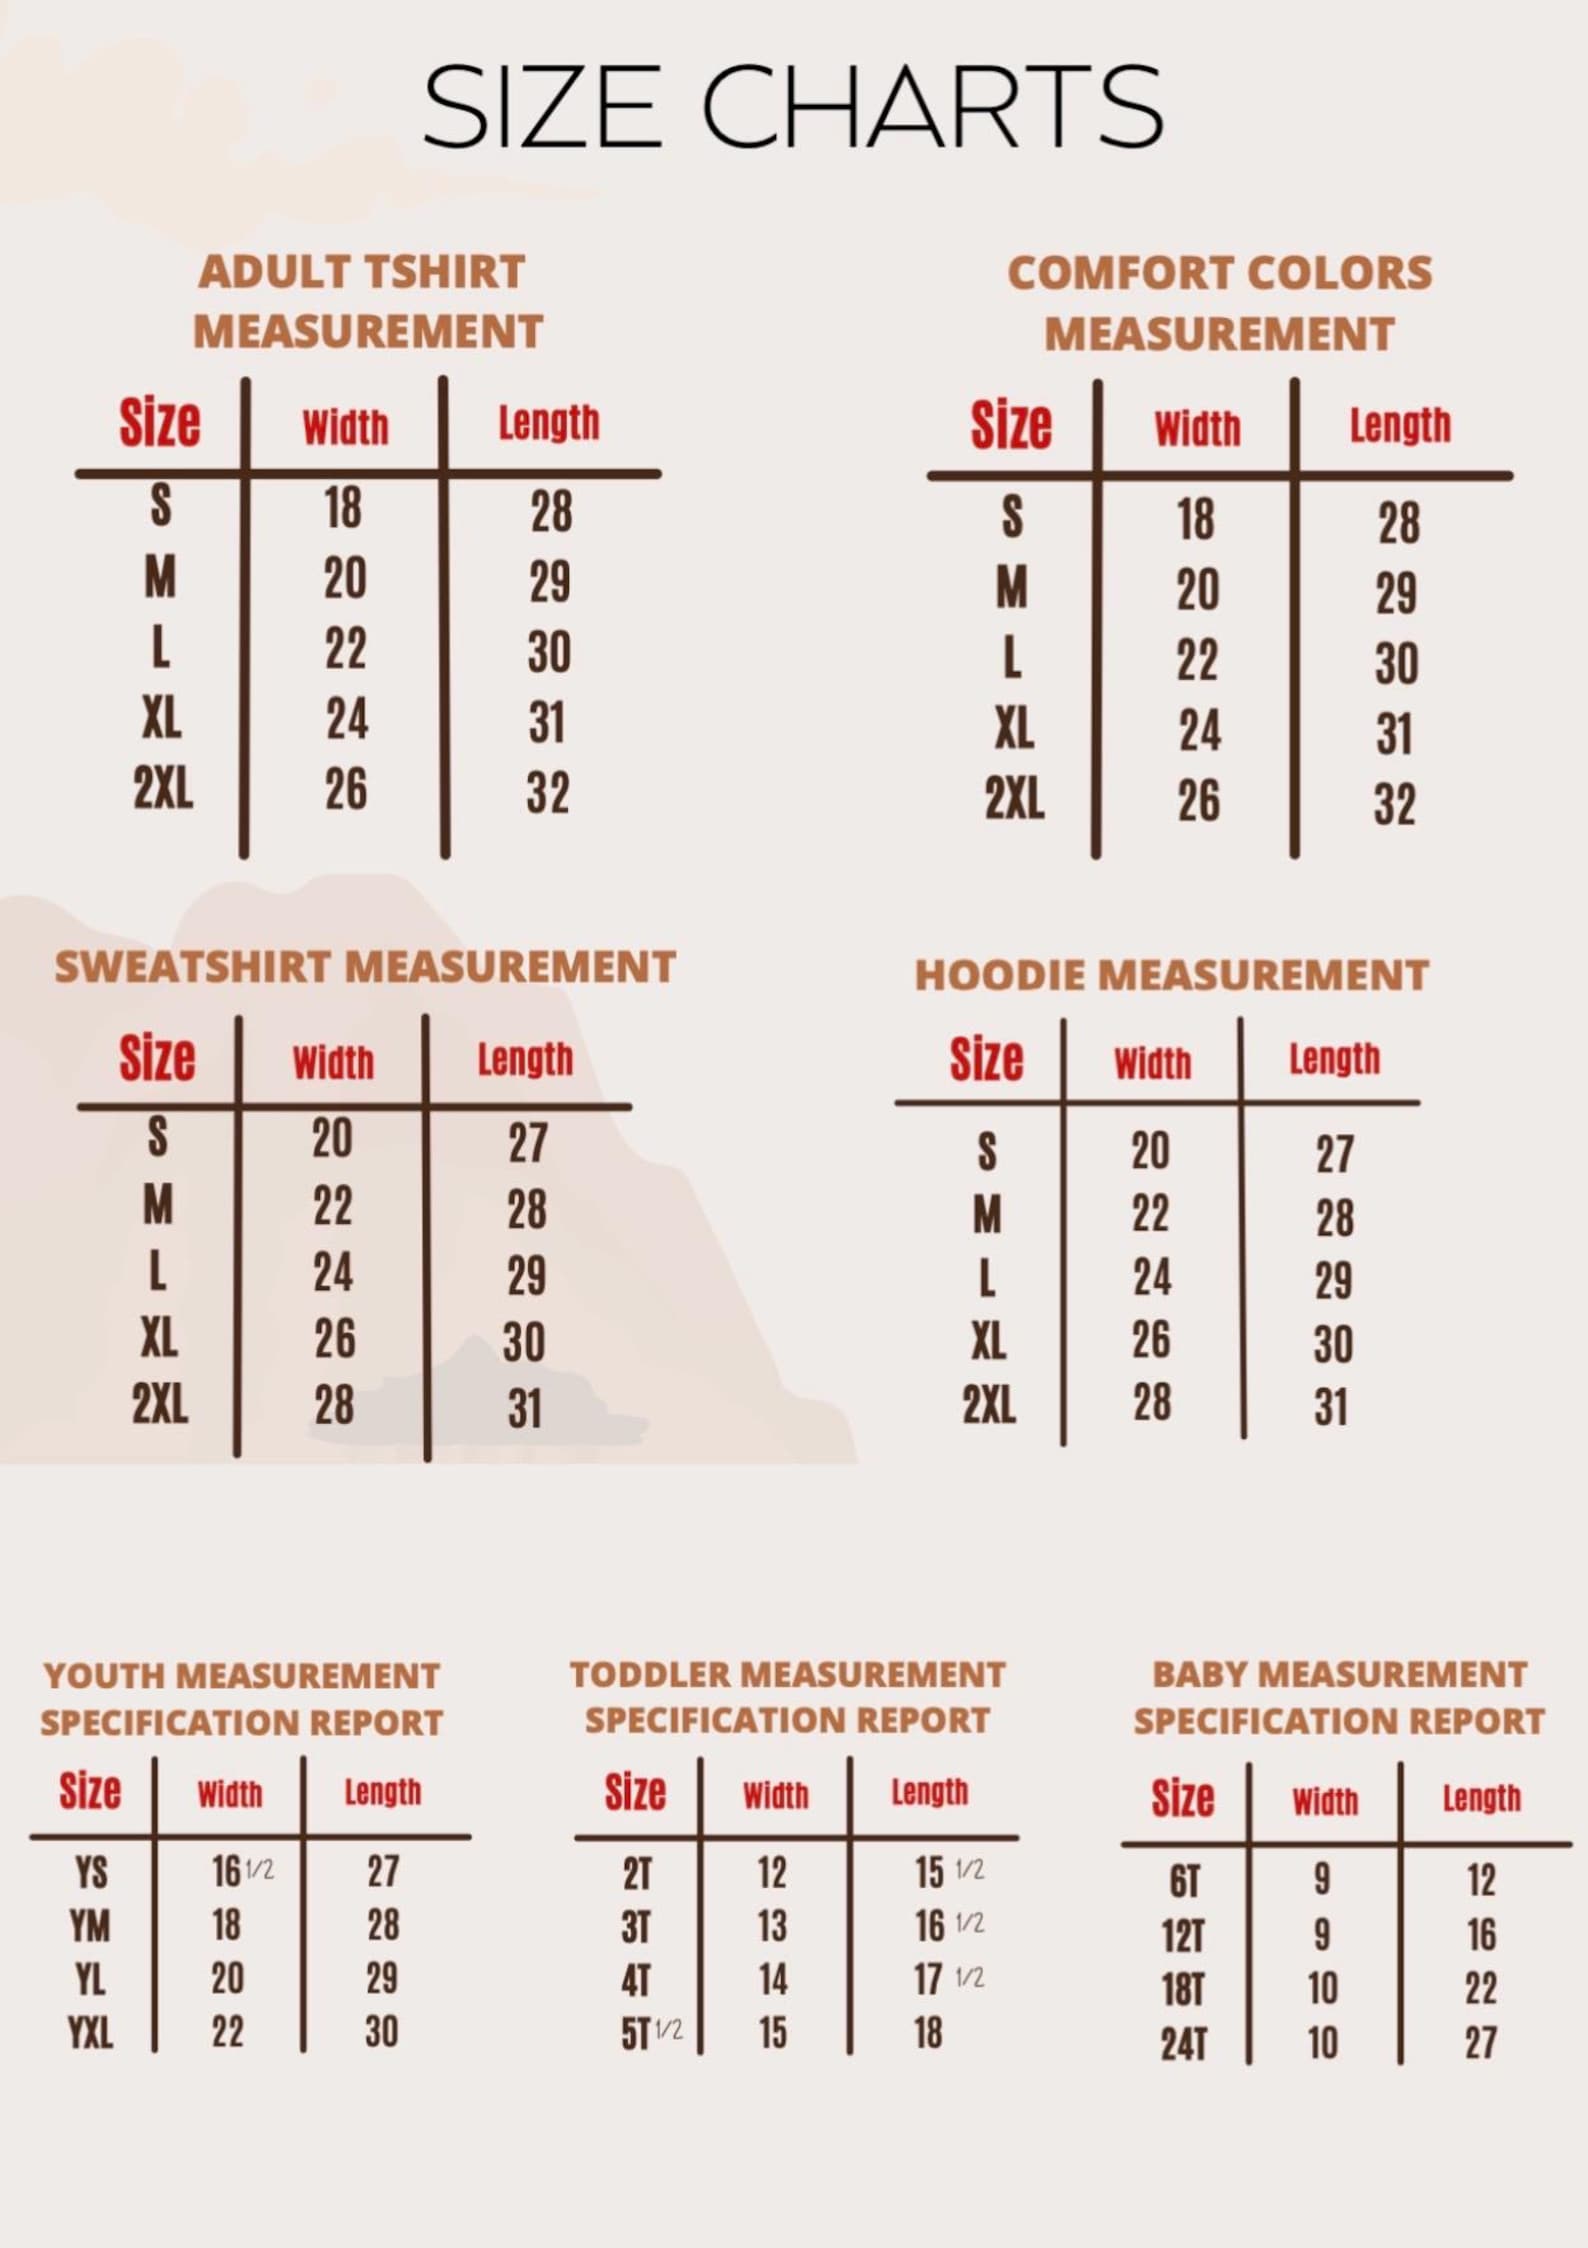 SIZE CHARTS
ADULT TSHIRT
MEASUREMENT
Size Width Length
S 18 28
M 20 29
L 22 30
XL 24 31
2XL 26 32
COMFORT COLORS
MEASUREMENT
Size Width Length
S 18 28
M 20 29
L 22 30
XL 24 31
2XL 26 32
SWEATSHIRT MEASUREMENT
Size Width Length
S 20 27
M 22 28
L 24 29
XL 26 30
2XL 28 31
HOODIE MEASUREMENT
Size Width Length
S 20 27
M 22 28
L 24 29
XL 26 30
2XL 28 31
YOUTH MEASUREMENT
SPECIFICATION REPORT
Size Width Length
YS 16 1/2 27
YM 18 28
YL 20 29
YXL 22 30
TODDLER MEASUREMENT
SPECIFICATION REPORT
Size Width Length
2T 12 15 1/2
3T 13 16 1/2
4T 14 17 1/2
5T 1/2 15 18
BABY MEASUREMENT
SPECIFICATION REPORT
Size Width Length
6T 9 12
12T 9 16
18T 10 22
24T 10 27